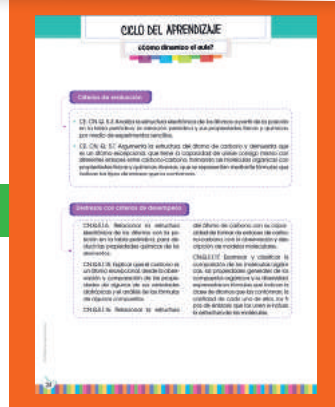 CICLO DEL APRENDIZAJE
¿Cómo dinamizo el aula?
Criterios de evaluación
CE. CN. Q. 5.3. Analiza la estructura electrónica de los átomos a partir de la posición
en la tabla periódica, la variación periódica y sus propiedades físicas y químicas,
por medio de experimentos sencillos.
CE. CN. Q. 5.7. Argumenta la estructura del átomo de carbono y demuestra que
es un átomo excepcional, que tiene la capacidad de unirse consigo mismo con
diferentes enlaces entre carbono-carbono, formando así moléculas orgánicas con
propiedades físicas y químicas diversas, que se representan mediante fórmulas que
indican los tipos de enlace que la conforman.
Destrezas con criterios de desempeño
CN.Q.5.1.8. Relacionar la estructura
electrónica de los átomos con la po-
sición en la tabla periódica, para de-
ducir las propiedades químicas de los
elementos.
CN.Q.5.1.15. Explicar que el carbono es
un átomo excepcional, desde la obser-
vación y comparación de las propie-
dades de algunas de sus variedades
alotrópicas y el análisis de las fórmulas
de algunos compuestos.
CN.Q.5.1.16. Relacionar la estructura
del átomo de carbono con su capa-
cidad de formar de enlaces de carbo-
no-carbono, con la observación y des-
cripción de modelos moleculares.
CN.Q.5.1.17. Examinar y clasificar la
composición de las moléculas orgáni-
cas, las propiedades generales de los
compuestos orgánicos y su diversidad,
expresadas en fórmulas que indican la
clase de átomos que las conforman, la
cantidad de cada uno de ellos, los ti-
pos de enlaces que los unen e incluso
la estructura de las moléculas.